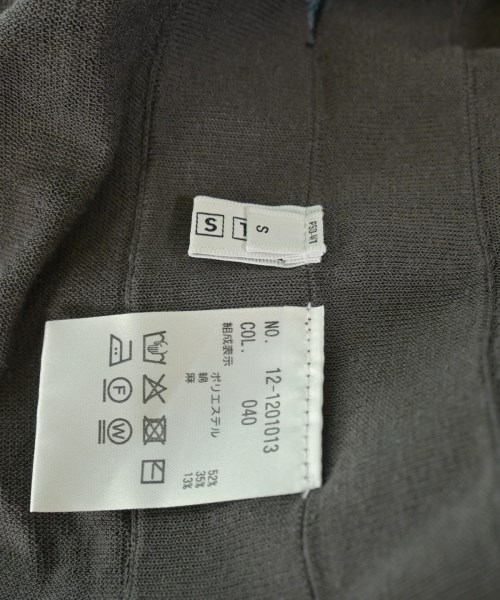 S T
S
NO. 12-1201013
COL. 040
組成表示
ポリエステル 52%
綿 35%
麻 13%
F
W